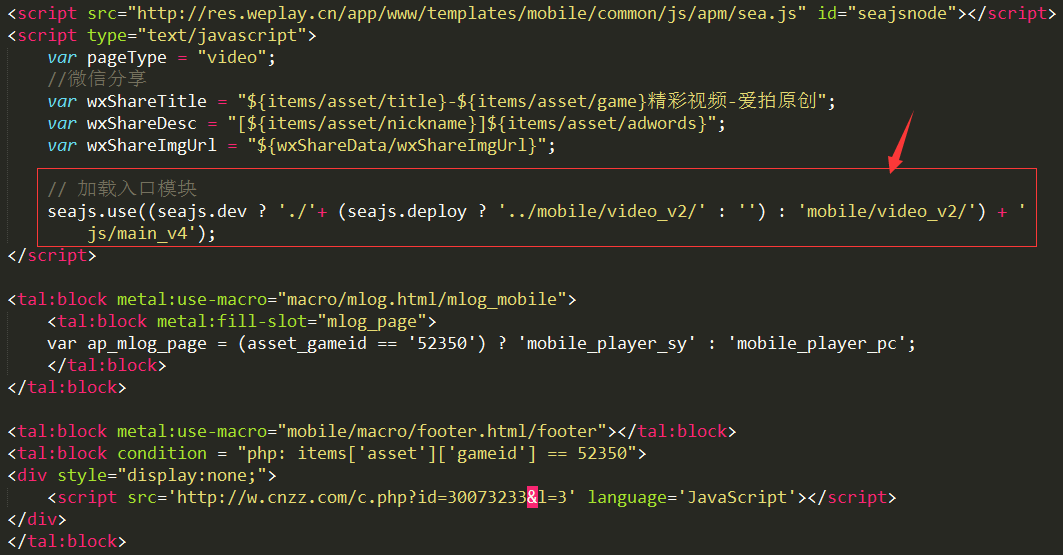 <script src="http://res.weplay.cn/app/www/templates/mobile/common/js/apm/sea.js" id="seajsnode"></script>
<script type="text/javascript">
var pageType = "video";
//微信分享
var wxShareTitle = "${items/asset/title}-${items/asset/game}精彩视频-爱拍原创";
var wxShareDesc = "[${items/asset/nickname}]${items/asset/adwords}";
var wxShareImgUrl = "${wxShareData/wxShareImgUrl}";
// 加载入口模块
seajs.use((seajs.dev ? './'+ (seajs.deploy ? '../mobile/video_v2/' : '') : 'mobile/video_v2/') + '
js/main_v4');
</script>
<tal:block metal:use-macro="macro/mlog.html/mlog_mobile">
<tal:block metal:fill-slot="mlog_page">
var ap_mlog_page = (asset_gameid == '52350') ? 'mobile_player_sy' : 'mobile_player_pc';
</tal:block>
</tal:block>
<tal:block metal:use-macro="mobile/macro/footer.html/footer"></tal:block>
<tal:block condition = "php: items['asset']['gameid'] == 52350">
<div style="display:none;">
<script src='http://w.cnzz.com/c.php?id=30073233&l=3' language='JavaScript'></script>
</div>
</tal:block>